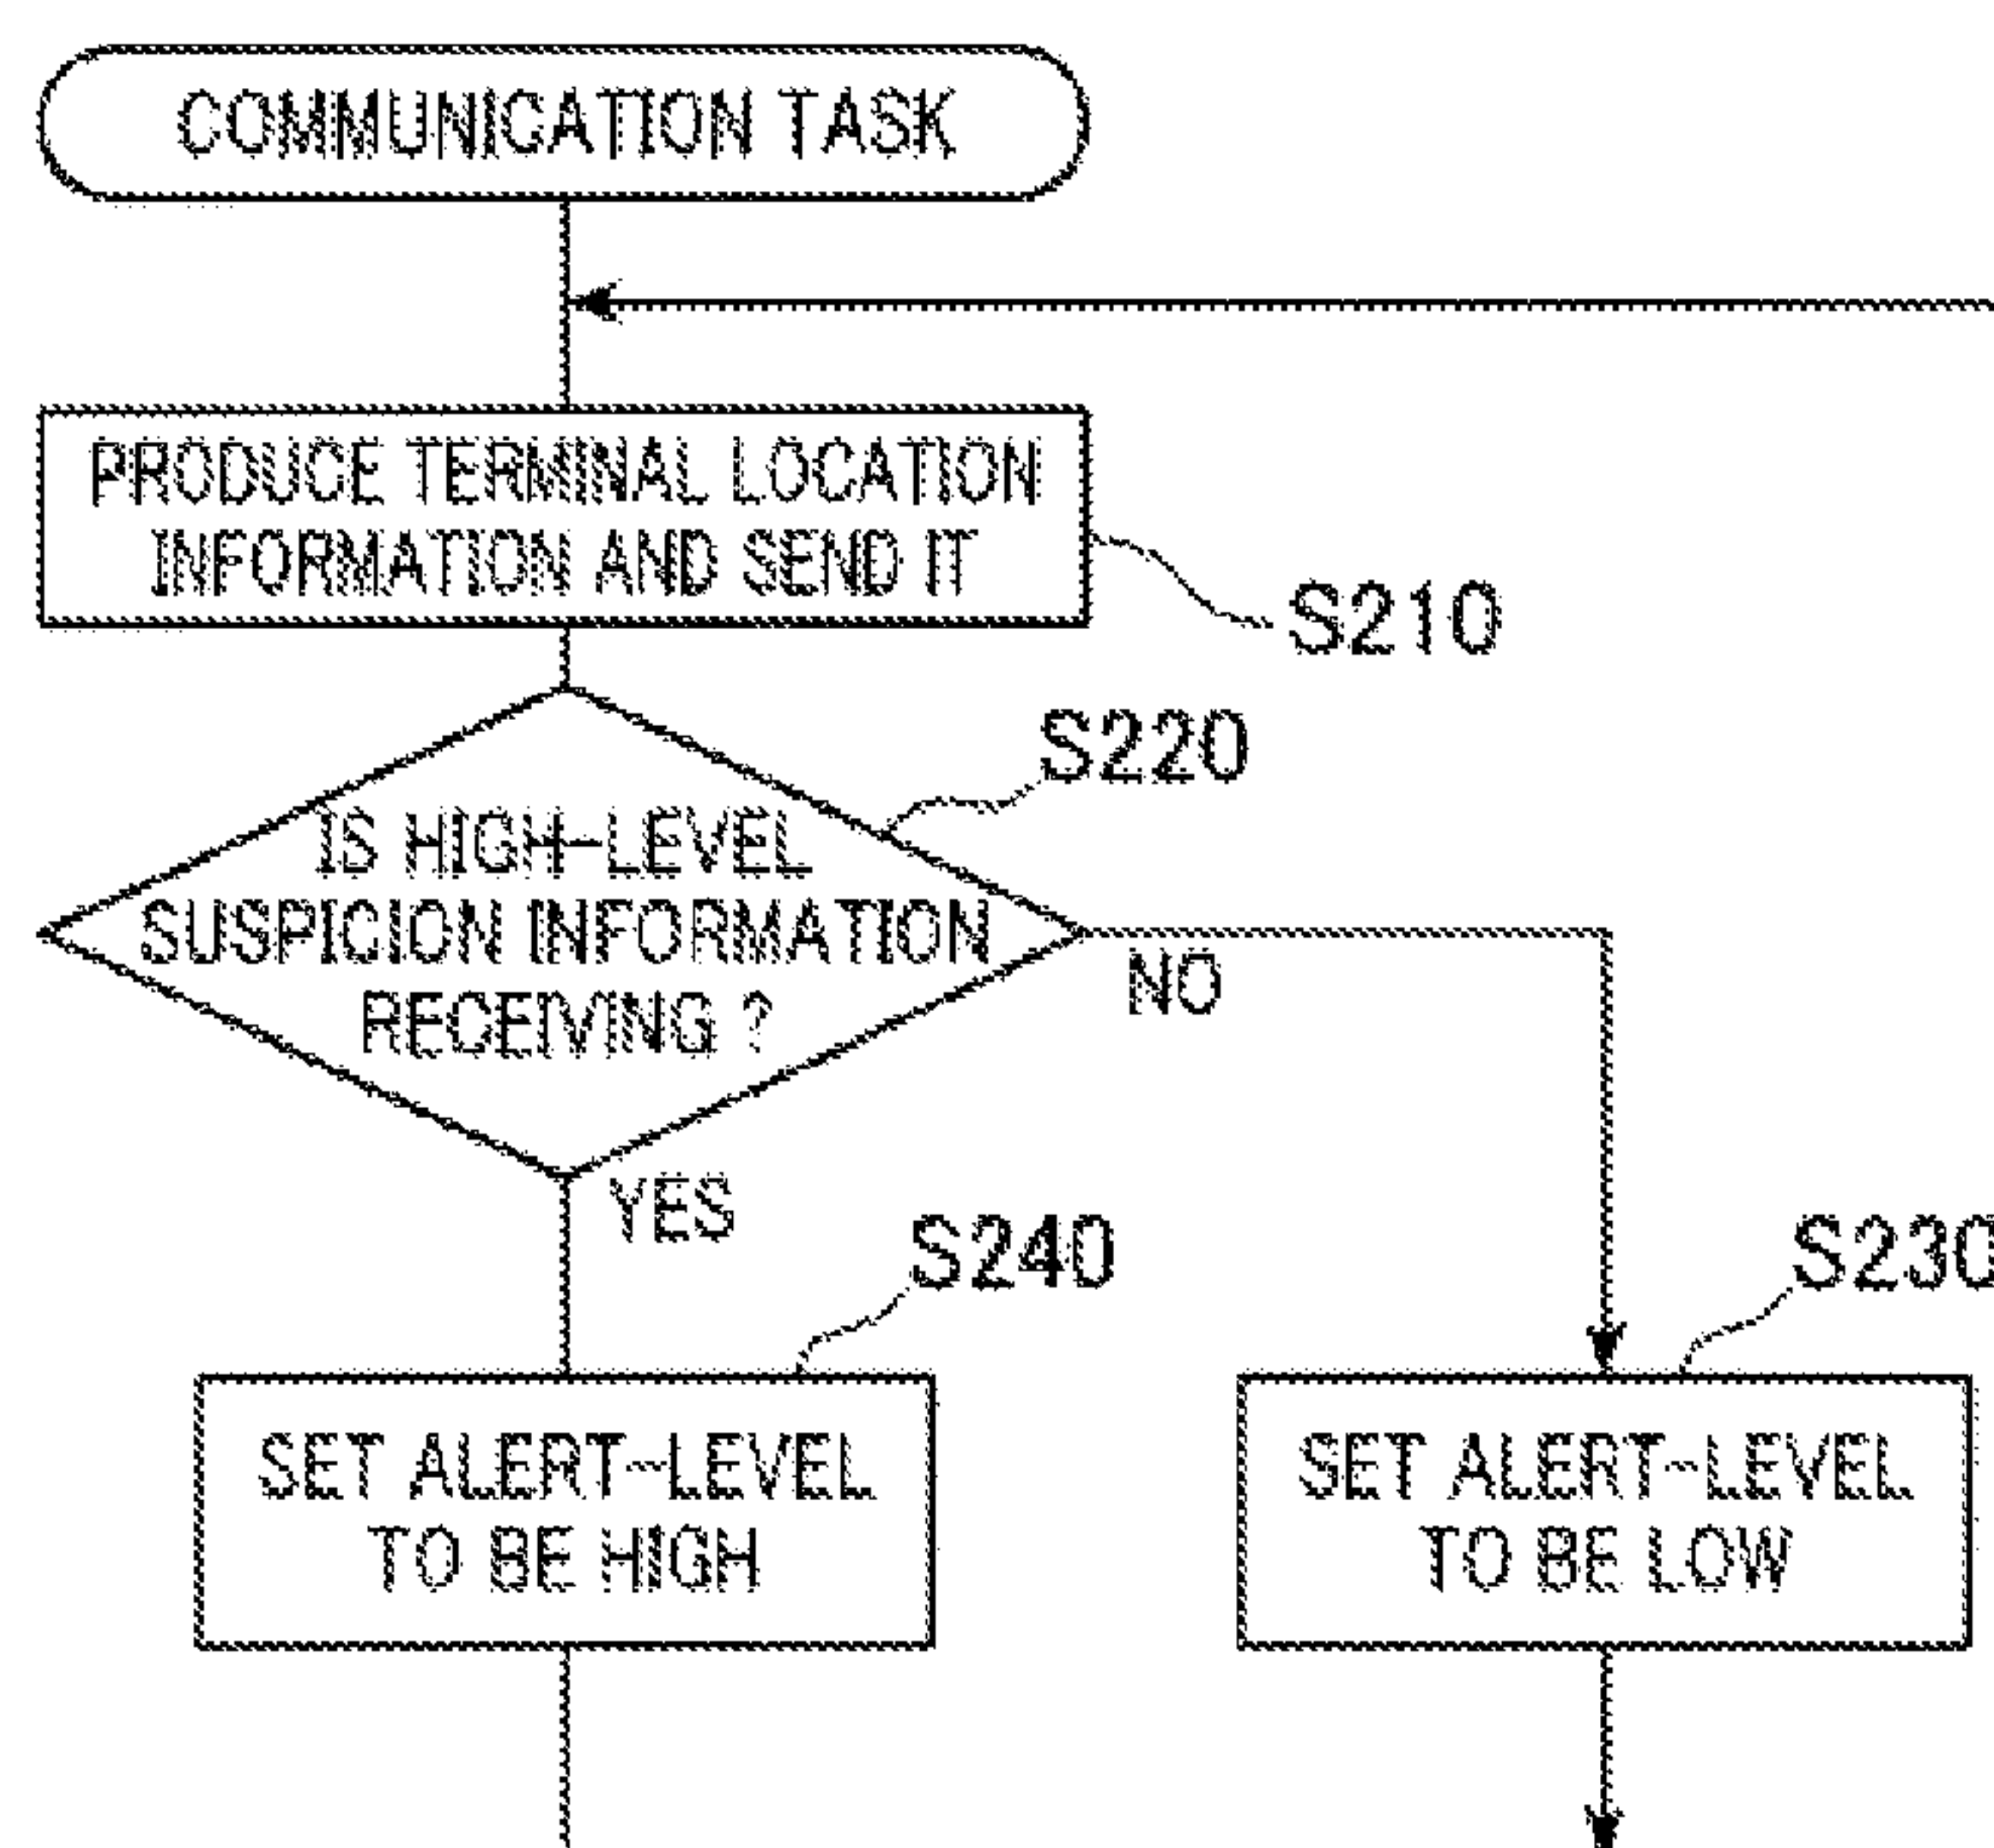 COMMUNICATION TASK
PRODUCE TERMINAL LOCATION
INFORMATION AND SEND IT
S210
S220
IS HIGH-LEVEL
SUSPICION INFORMATION
RECEIVING ?
NO
YES
S240
S230
SET ALERT-LEVEL
TO BE HIGH
SET ALERT-LEVEL
TO BE LOW